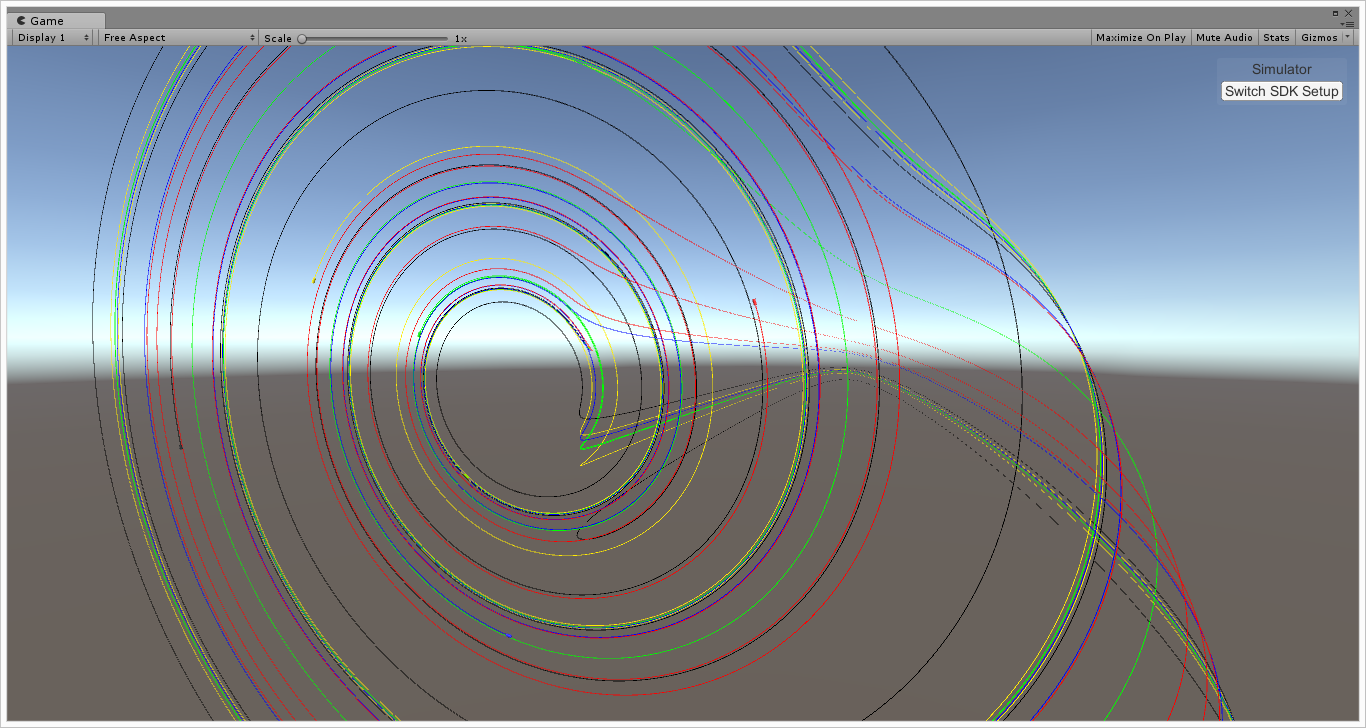 Game
Display 1 Free Aspect Scale 1x Maximize On Play Mute Audio Stats Gizmos
Simulator
Switch SDK Setup